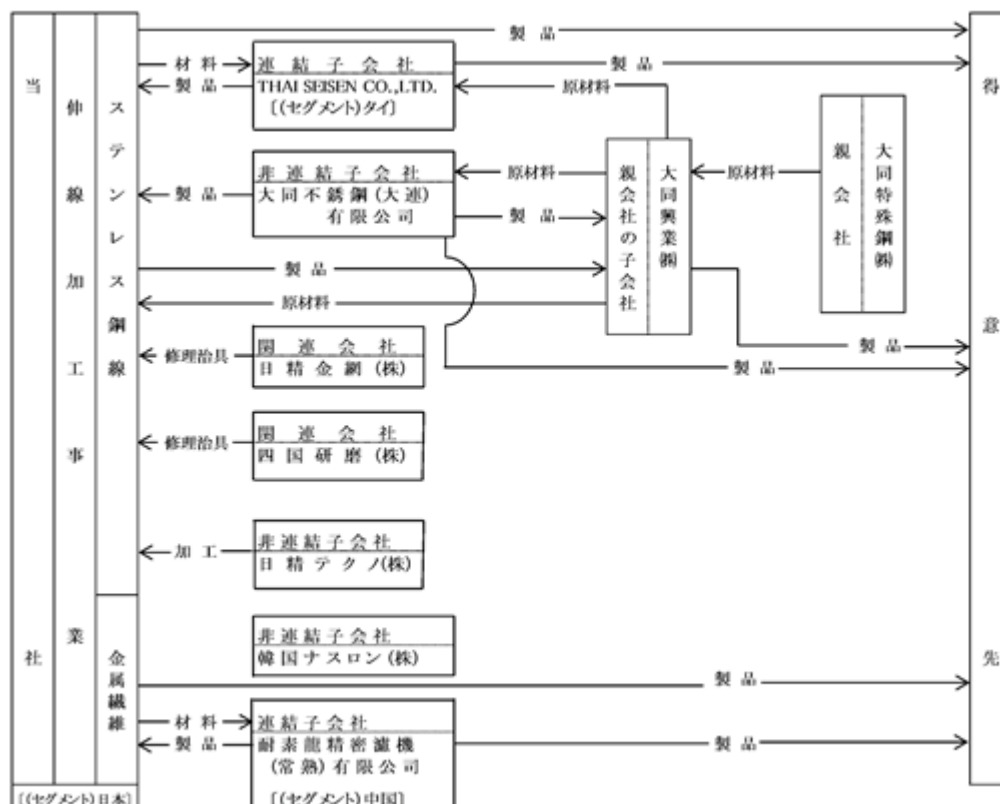 当社
伸線加工事業
ステンレス鋼線
金属繊維
[(セグメント)日本]
製品
材料
製品
連結子会社
THAI SEISEN CO.,LTD.
[(セグメント)タイ]
製品
原材料
製品
非連結子会社
大同不銹鋼(大連)
有限公司
原材料
製品
親会社の子会社
大同興業㈱
原材料
親会社
大同特殊鋼㈱
製品
原材料
製品
製品
修理治具
関連会社
日精金網(株)
修理治具
関連会社
四国研磨(株)
加工
非連結子会社
日精テクノ(株)
非連結子会社
韓国ナスロン(株)
製品
材料
製品
連結子会社
耐素龍精密濾機
(常熟)有限公司
[(セグメント)中国]
製品
得意先